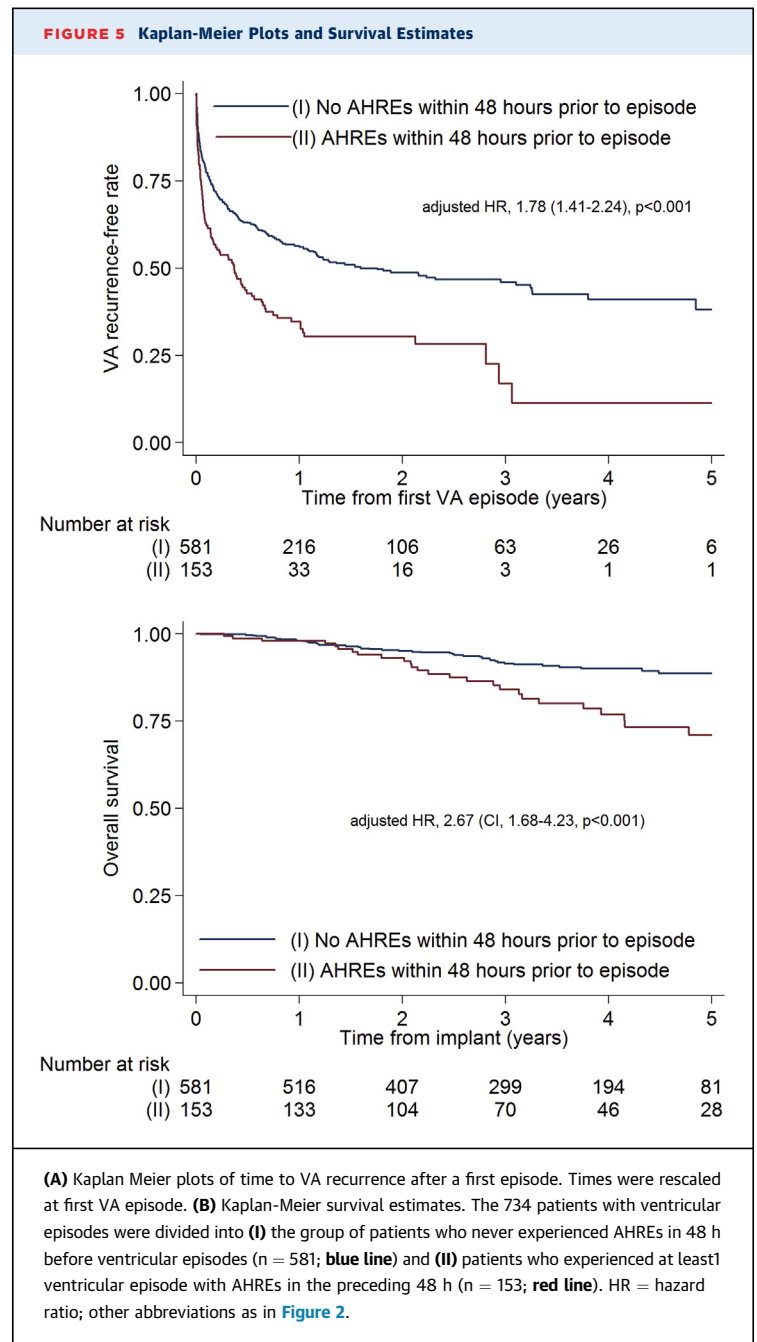 FIGURE 5 Kaplan-Meier Plots and Survival Estimates
1.00
0.75
0.50
0.25
0.00
VA recurrence-free rate
(I) No AHREs within 48 hours prior to episode
(II) AHREs within 48 hours prior to episode
adjusted HR, 1.78 (1.41-2.24), p<0.001
0 1 2 3 4 5
Time from first VA episode (years)
Number at risk
(I) 581 216 106 63 26 6
(II) 153 33 16 3 1 1
1.00
0.75
0.50
0.25
0.00
Overall survival
adjusted HR, 2.67 (CI, 1.68-4.23, p<0.001)
(I) No AHREs within 48 hours prior to episode
(II) AHREs within 48 hours prior to episode
0 1 2 3 4 5
Time from implant (years)
Number at risk
(I) 581 516 407 299 194 81
(II) 153 133 104 70 46 28
(A) Kaplan Meier plots of time to VA recurrence after a first episode. Times were rescaled
at first VA episode. (B) Kaplan-Meier survival estimates. The 734 patients with ventricular
episodes were divided into (I) the group of patients who never experienced AHREs in 48 h
before ventricular episodes (n = 581; blue line) and (II) patients who experienced at least1
ventricular episode with AHREs in the preceding 48 h (n = 153; red line). HR = hazard
ratio; other abbreviations as in Figure 2.